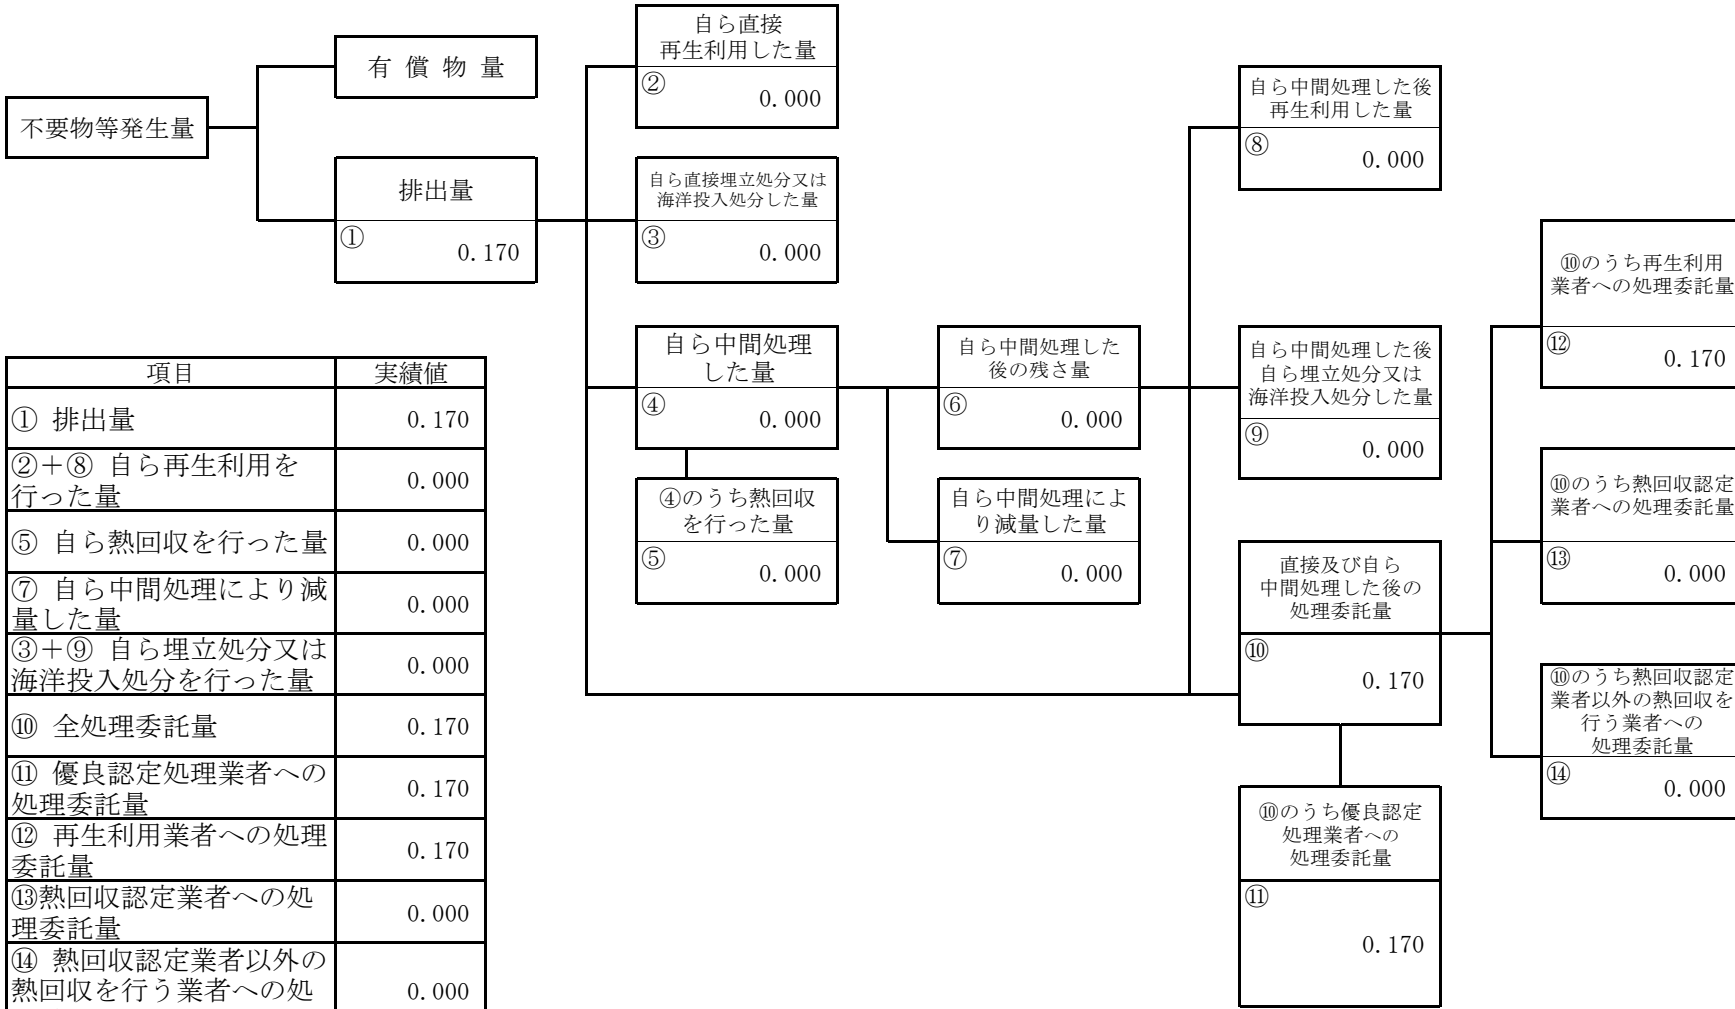 不要物等発生量
有 償 物 量
排出量
①
0.170
自ら直接
再生利用した量
②
0.000
自ら直接埋立処分又は
海洋投入処分した量
③
0.000
自ら中間処理
した量
④
0.000
④のうち熱回収
を行った量
⑤
0.000
自ら中間処理した
後の残さ量
⑥
0.000
自ら中間処理によ
り減量した量
⑦
0.000
自ら中間処理した後
再生利用した量
⑧
0.000
自ら中間処理した後
自ら埋立処分又は
海洋投入処分した量
⑨
0.000
直接及び自ら
中間処理した後の
処理委託量
⑩
0.170
⑩のうち優良認定
処理業者への
処理委託量
⑪
0.170
⑩のうち再生利用
業者への処理委託量
⑫
0.170
⑩のうち熱回収認定
業者への処理委託量
⑬
0.000
⑩のうち熱回収認定
業者以外の熱回収を
行う業者への
処理委託量
⑭
0.000
項目 実績値
① 排出量 0.170
②+⑧ 自ら再生利用を
行った量 0.000
⑤ 自ら熱回収を行った量 0.000
⑦ 自ら中間処理により減
量した量 0.000
③+⑨ 自ら埋立処分又は
海洋投入処分を行った量 0.000
⑩ 全処理委託量 0.170
⑪ 優良認定処理業者への
処理委託量 0.170
⑫ 再生利用業者への処理
委託量 0.170
⑬熱回収認定業者への処
理委託量 0.000
⑭ 熱回収認定業者以外の
熱回収を行う業者への処 0.000